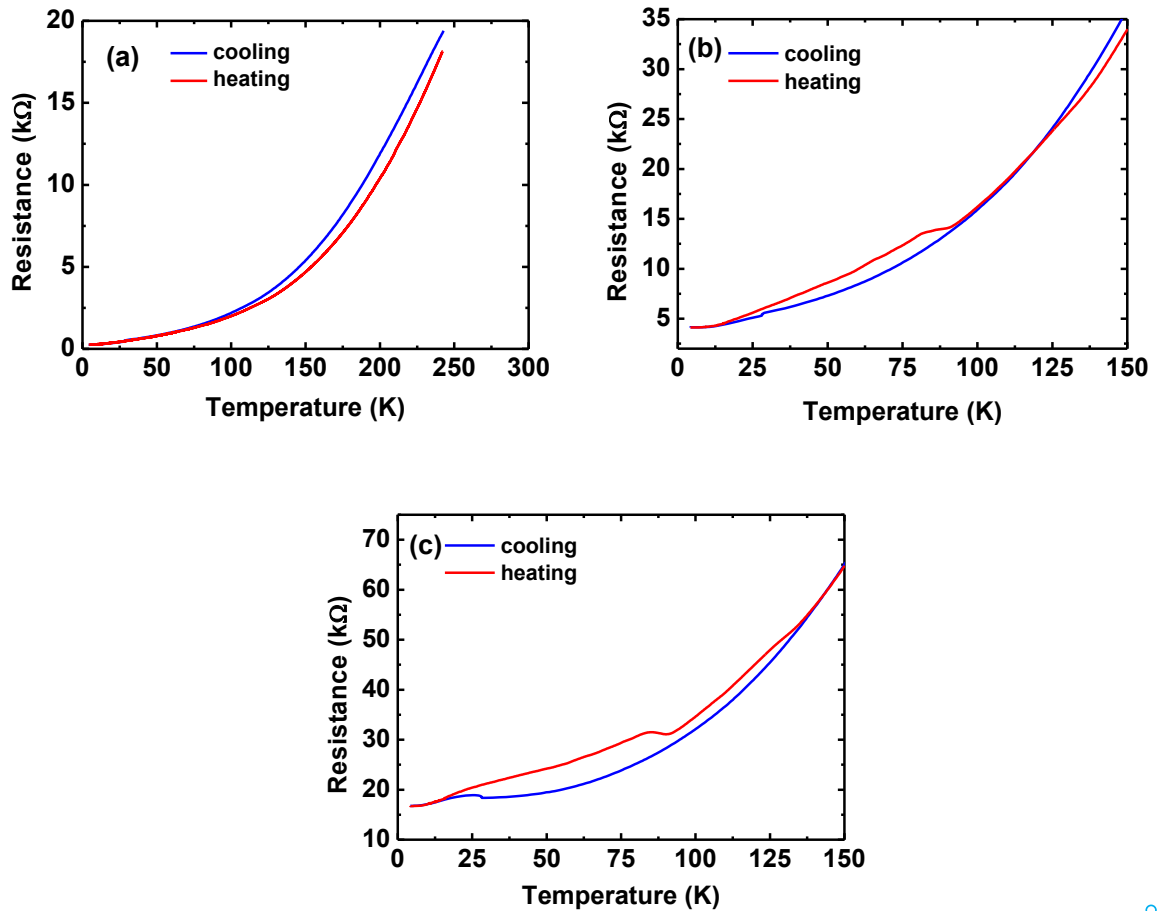 (a)
cooling
heating
Resistance (kΩ)
20
15
10
5
0
0 50 100 150 200 250 300
Temperature (K)
(b)
cooling
heating
Resistance (kΩ)
35
30
25
20
15
10
5
0 25 50 75 100 125 150
Temperature (K)
(c)
cooling
heating
Resistance (kΩ)
70
60
50
40
30
20
10
0 25 50 75 100 125 150
Temperature (K)